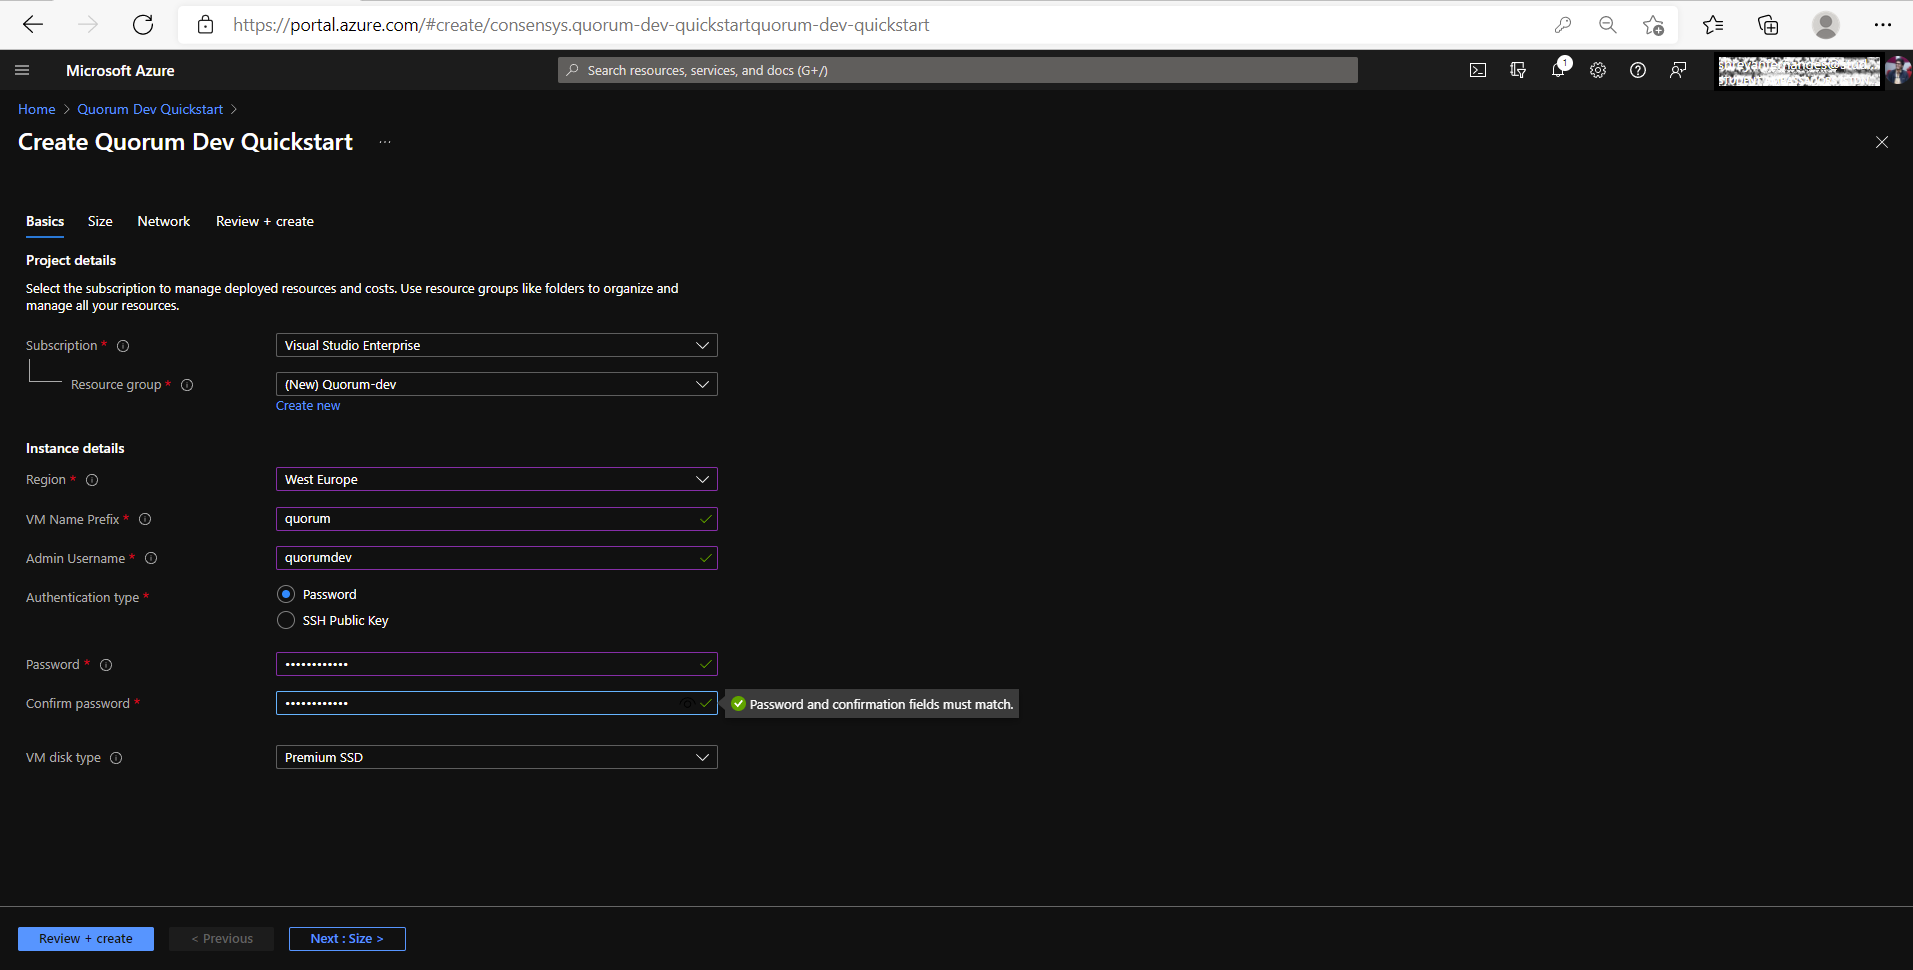 https://portal.azure.com/#create/consensys.quorum-dev-quickstartquorum-dev-quickstart
Microsoft Azure
Search resources, services, and docs (G+/)
1
Home > Quorum Dev Quickstart >
Create Quorum Dev Quickstart ...
Basics Size Network Review + create
Project details
Select the subscription to manage deployed resources and costs. Use resource groups like folders to organize and
manage all your resources.
Subscription *
Visual Studio Enterprise
Resource group *
(New) Quorum-dev
Create new
Instance details
Region *
West Europe
VM Name Prefix *
quorum
Admin Username *
quorumdev
Authentication type *
Password
SSH Public Key
Password *
••••••••••••
Confirm password *
••••••••••••
Password and confirmation fields must match.
VM disk type
Premium SSD
Review + create
< Previous
Next : Size >